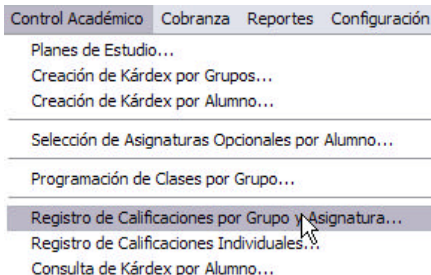 Control Académico Cobranza Reportes Configuración
Planes de Estudio...
Creación de Kárdex por Grupos...
Creación de Kárdex por Alumno...
Selección de Asignaturas Opcionales por Alumno...
Programación de Clases por Grupo...
Registro de Calificaciones por Grupo y Asignatura...
Registro de Calificaciones Individuales...
Consulta de Kárdex por Alumno...